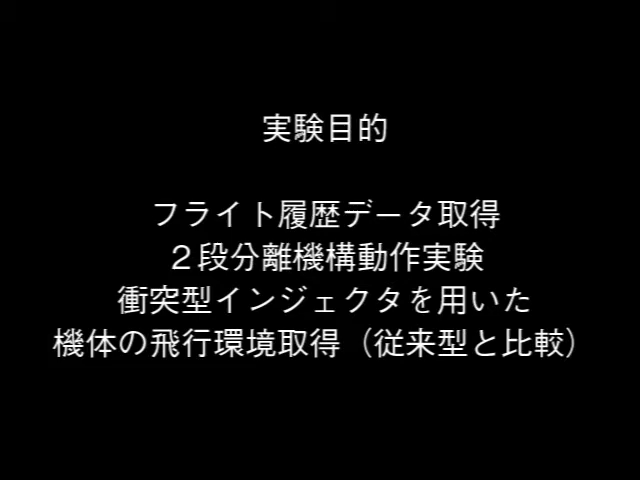 実験目的
フライト履歴データ取得
２段分離機構動作実験
衝突型インジェクタを用いた
機体の飛行環境取得（従来型と比較）